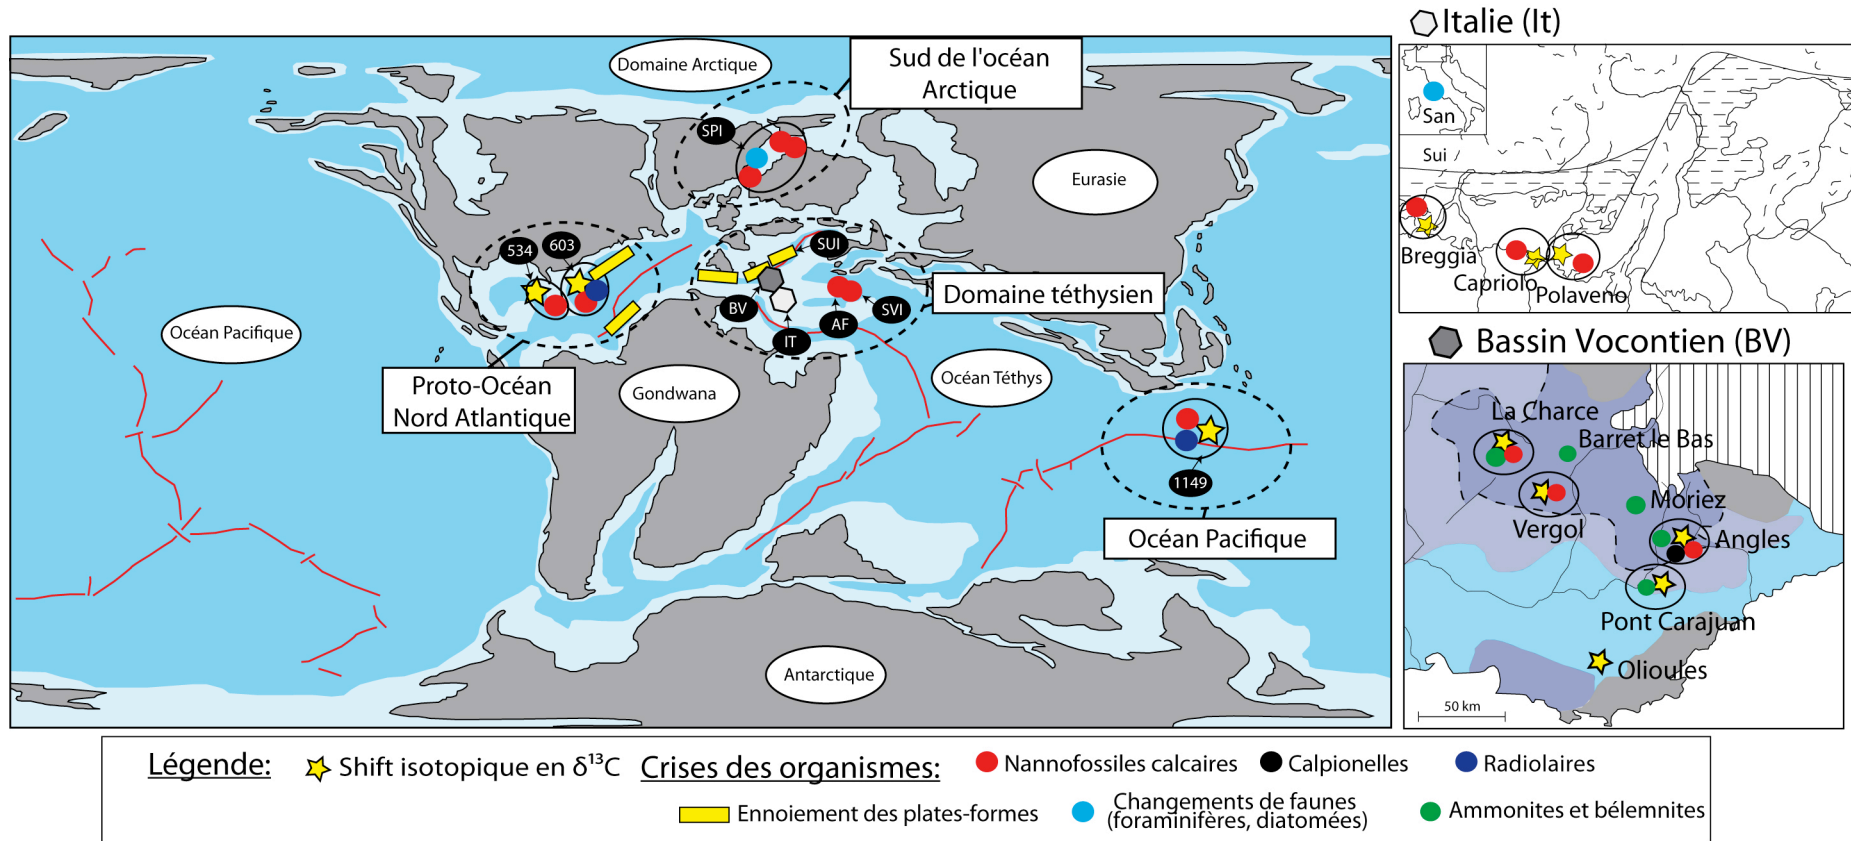 Domaine Arctique
Sud de l'océan
Arctique
SPI
Eurasie
534
603
SUI
BV
IT
AF
SVI
Domaine téthysien
Océan Pacifique
Proto-Océan
Nord Atlantique
Gondwana
Océan Téthys
1149
Océan Pacifique
Antarctique
Italie (It)
San
Sui
Breggia
Capriolo
Polaveno
Bassin Vocontien (BV)
La Charce
Barret le Bas
Moriez
Vergol
Angles
Pont Carajuan
Olioules
50 km
Légende:
Shift isotopique en δ¹³C
Crises des organismes:
Nannofossiles calcaires
Calpionelles
Radiolaires
Ennoiement des plates-formes
Changements de faunes
(foraminifères, diatomées)
Ammonites et bélemnites